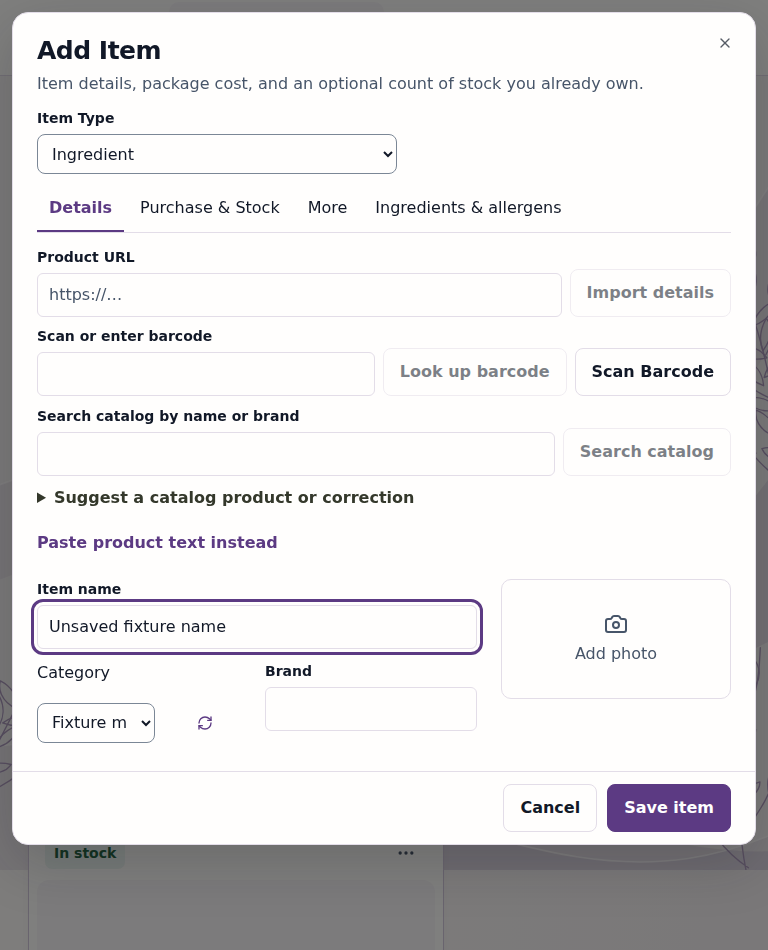 Add Item
×
Item details, package cost, and an optional count of stock you already own.
Item Type
Ingredient
Details Purchase & Stock More Ingredients & allergens
Product URL
https://...
Import details
Scan or enter barcode
Look up barcode
Scan Barcode
Search catalog by name or brand
Search catalog
Suggest a catalog product or correction
Paste product text instead
Item name
Unsaved fixture name
Add photo
Category
Brand
Fixture m
Cancel
Save item
In stock